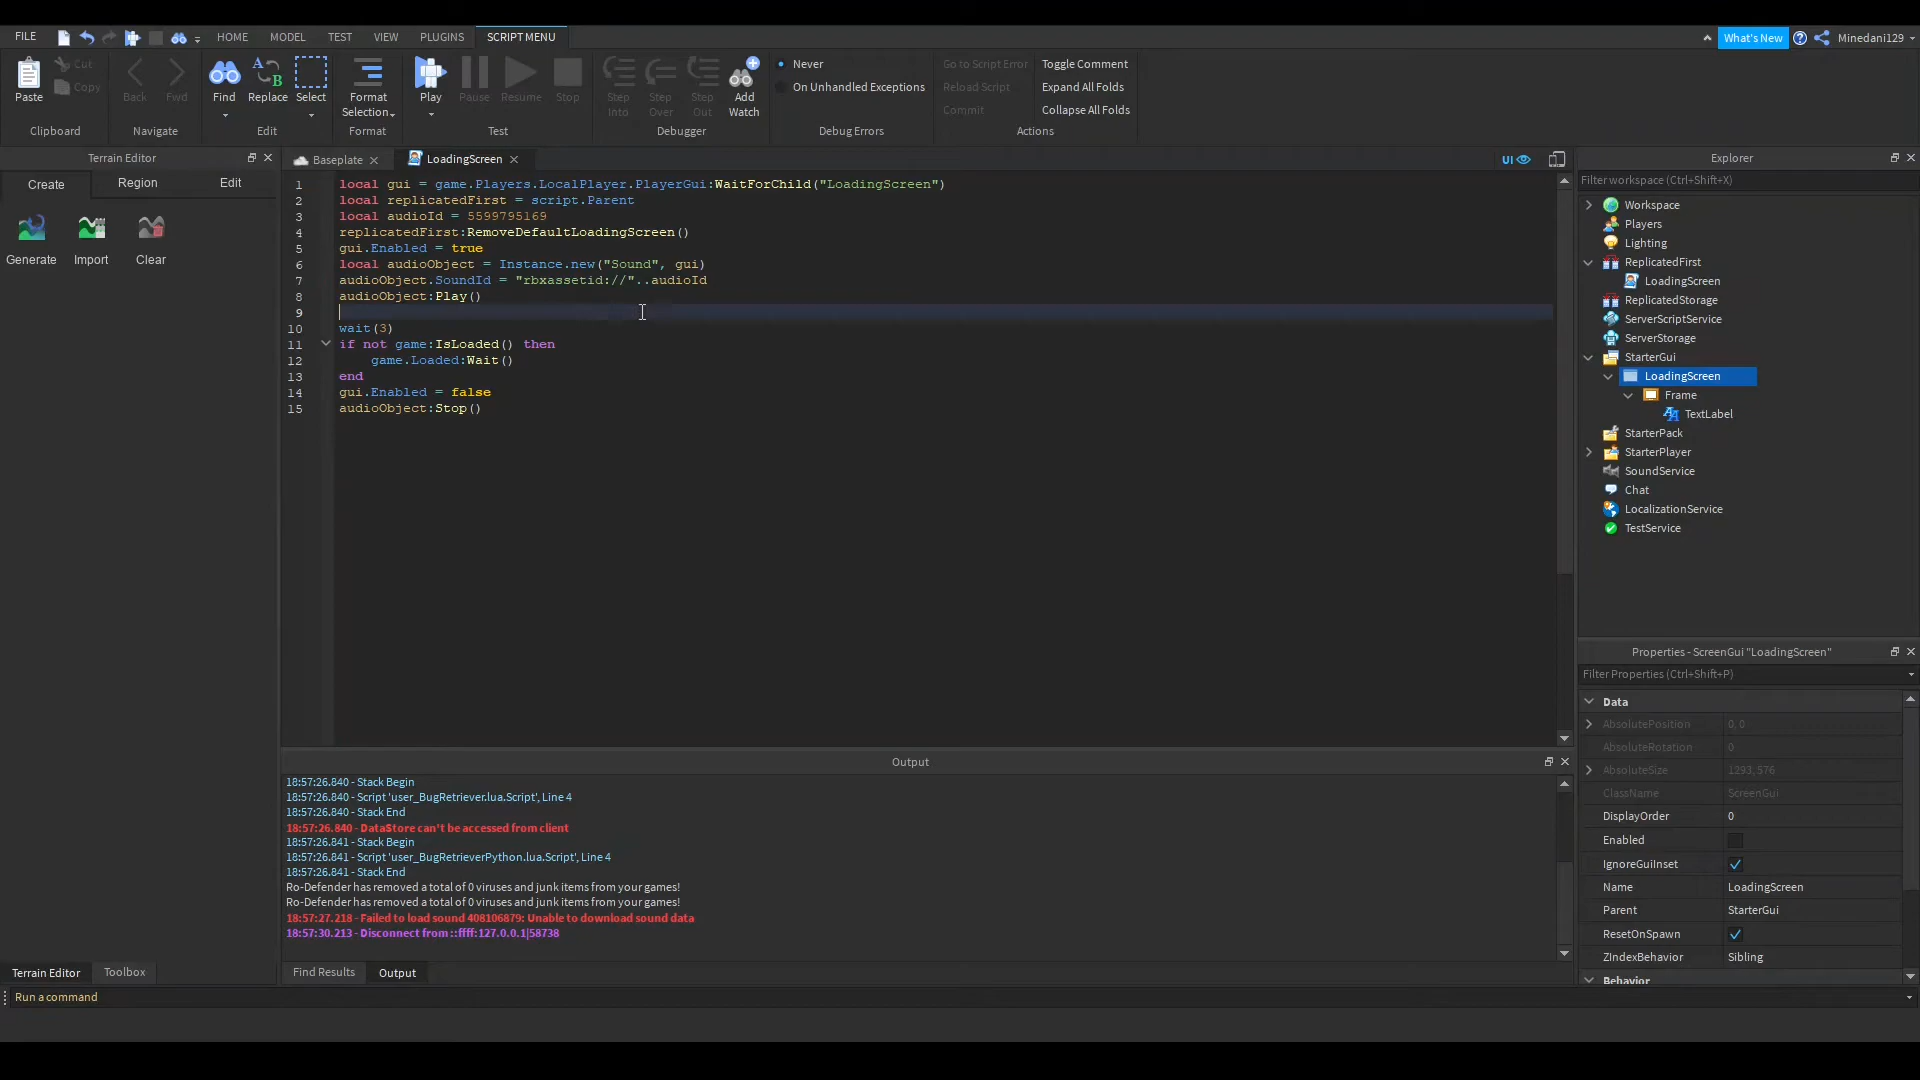 FILE
HOME
MODEL
TEST
VIEW
PLUGINS
SCRIPT MENU
What's New
Minedani129
Paste
Cut
Copy
Clipboard
Back
Fwd
Navigate
Find
Replace
Select
Edit
Format
Selection
Format
Play
Pause
Resume
Stop
Test
Step
Into
Step
Over
Step
Out
Add
Watch
Debugger
Never
On Unhandled Exceptions
Debug Errors
Go to Script Error
Reload Script
Commit
Toggle Comment
Expand All Folds
Collapse All Folds
Actions
Terrain Editor
Create
Region
Edit
Generate
Import
Clear
Baseplate
LoadingScreen
UI
1 local gui = game.Players.LocalPlayer.PlayerGui:WaitForChild("LoadingScreen")
2 local replicatedFirst = script.Parent
3 local audioId = 5599795169
4 replicatedFirst:RemoveDefaultLoadingScreen()
5 gui.Enabled = true
6 local audioObject = Instance.new("Sound", gui)
7 audioObject.SoundId = "rbxassetid://"..audioId
8 audioObject:Play()
9
10 wait(3)
11 if not game:IsLoaded() then
12 game.Loaded:Wait()
13 end
14 gui.Enabled = false
15 audioObject:Stop()
Output
18:57:26.840 - Stack Begin
18:57:26.840 - Script 'user_BugRetriever.lua.Script', Line 4
18:57:26.840 - Stack End
18:57:26.840 - DataStore can't be accessed from client
18:57:26.841 - Stack Begin
18:57:26.841 - Script 'user_BugRetrieverPython.lua.Script', Line 4
18:57:26.841 - Stack End
Ro-Defender has removed a total of 0 viruses and junk items from your games!
Ro-Defender has removed a total of 0 viruses and junk items from your games!
18:57:27.218 - Failed to load sound 408106879: Unable to download sound data
18:57:30.213 - Disconnect from ::ffff:127.0.0.1|58738
Find Results
Output
Terrain Editor
Toolbox
Run a command
Explorer
Filter workspace (Ctrl+Shift+X)
Workspace
Players
Lighting
ReplicatedFirst
LoadingScreen
ReplicatedStorage
ServerScriptService
ServerStorage
StarterGui
LoadingScreen
Frame
TextLabel
StarterPack
StarterPlayer
SoundService
Chat
LocalizationService
TestService
Properties - ScreenGui "LoadingScreen"
Filter Properties (Ctrl+Shift+P)
Data
AbsolutePosition 0, 0
AbsoluteRotation 0
AbsoluteSize 1293, 576
ClassName ScreenGui
DisplayOrder 0
Enabled
IgnoreGuiInset
Name LoadingScreen
Parent StarterGui
ResetOnSpawn
ZIndexBehavior Sibling
Behavior